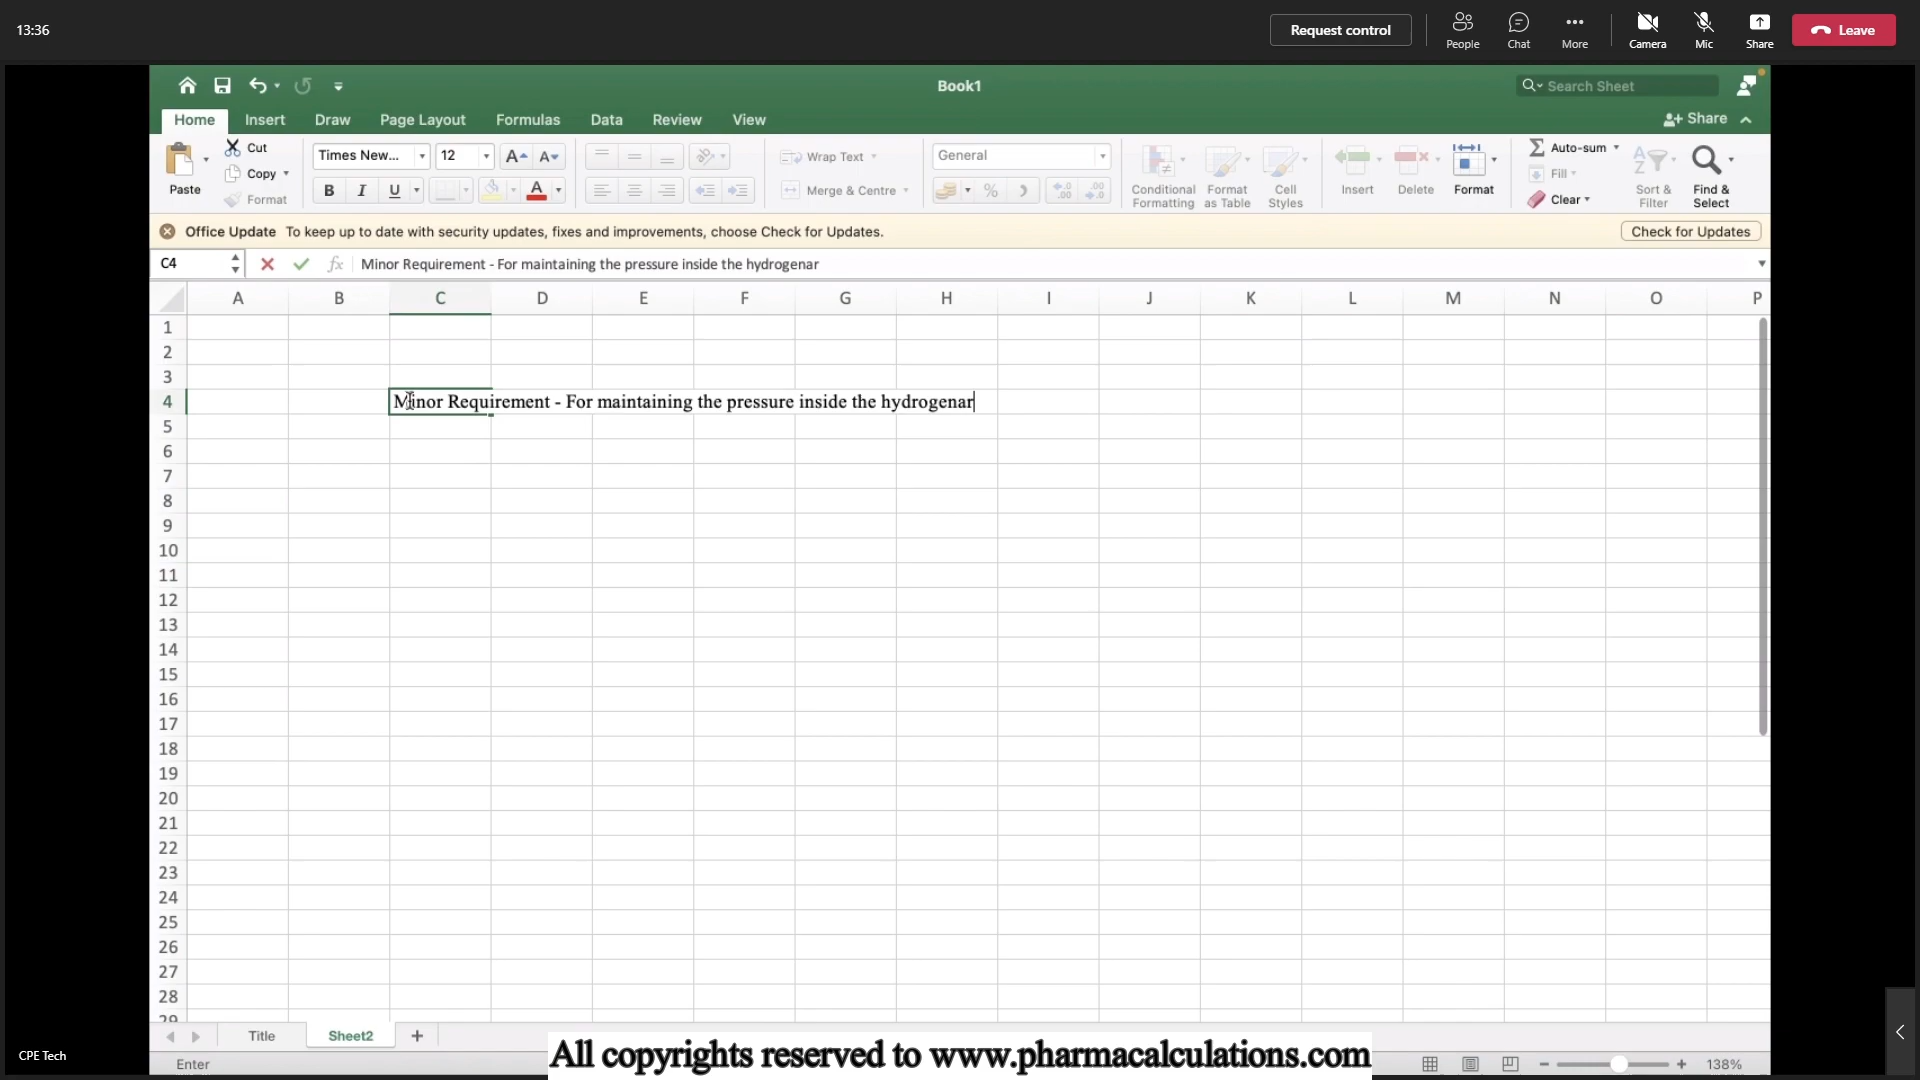 13:36
Request control
People
Chat
More
Camera
Mic
Share
Leave
Book1
Search Sheet
Home Insert Draw Page Layout Formulas Data Review View
Share
Paste
Cut
Copy
Format
Times New... 12
B I U A
Wrap Text
Merge & Centre
General
%
Conditional Formatting
Format as Table
Cell Styles
Insert
Delete
Format
Auto-sum
Fill
Clear
Sort & Filter
Find & Select
Office Update To keep up to date with security updates, fixes and improvements, choose Check for Updates.
Check for Updates
C4 fx Minor Requirement - For maintaining the pressure inside the hydrogenar
A B C D E F G H I J K L M N O P
1
2
3
4 Minor Requirement - For maintaining the pressure inside the hydrogenar
5
6
7
8
9
10
11
12
13
14
15
16
17
18
19
20
21
22
23
24
25
26
27
28
29
Title Sheet2 +
CPE Tech
Enter
All copyrights reserved to www.pharmacalculations.com
138%